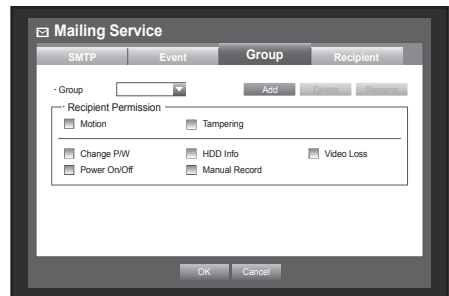 Mailing Service
SMTP Event Group Recipient
· Group Add Delete Rename
· Recipient Permission
Motion Tampering
Change P/W HDD Info Video Loss
Power On/Off Manual Record
OK Cancel